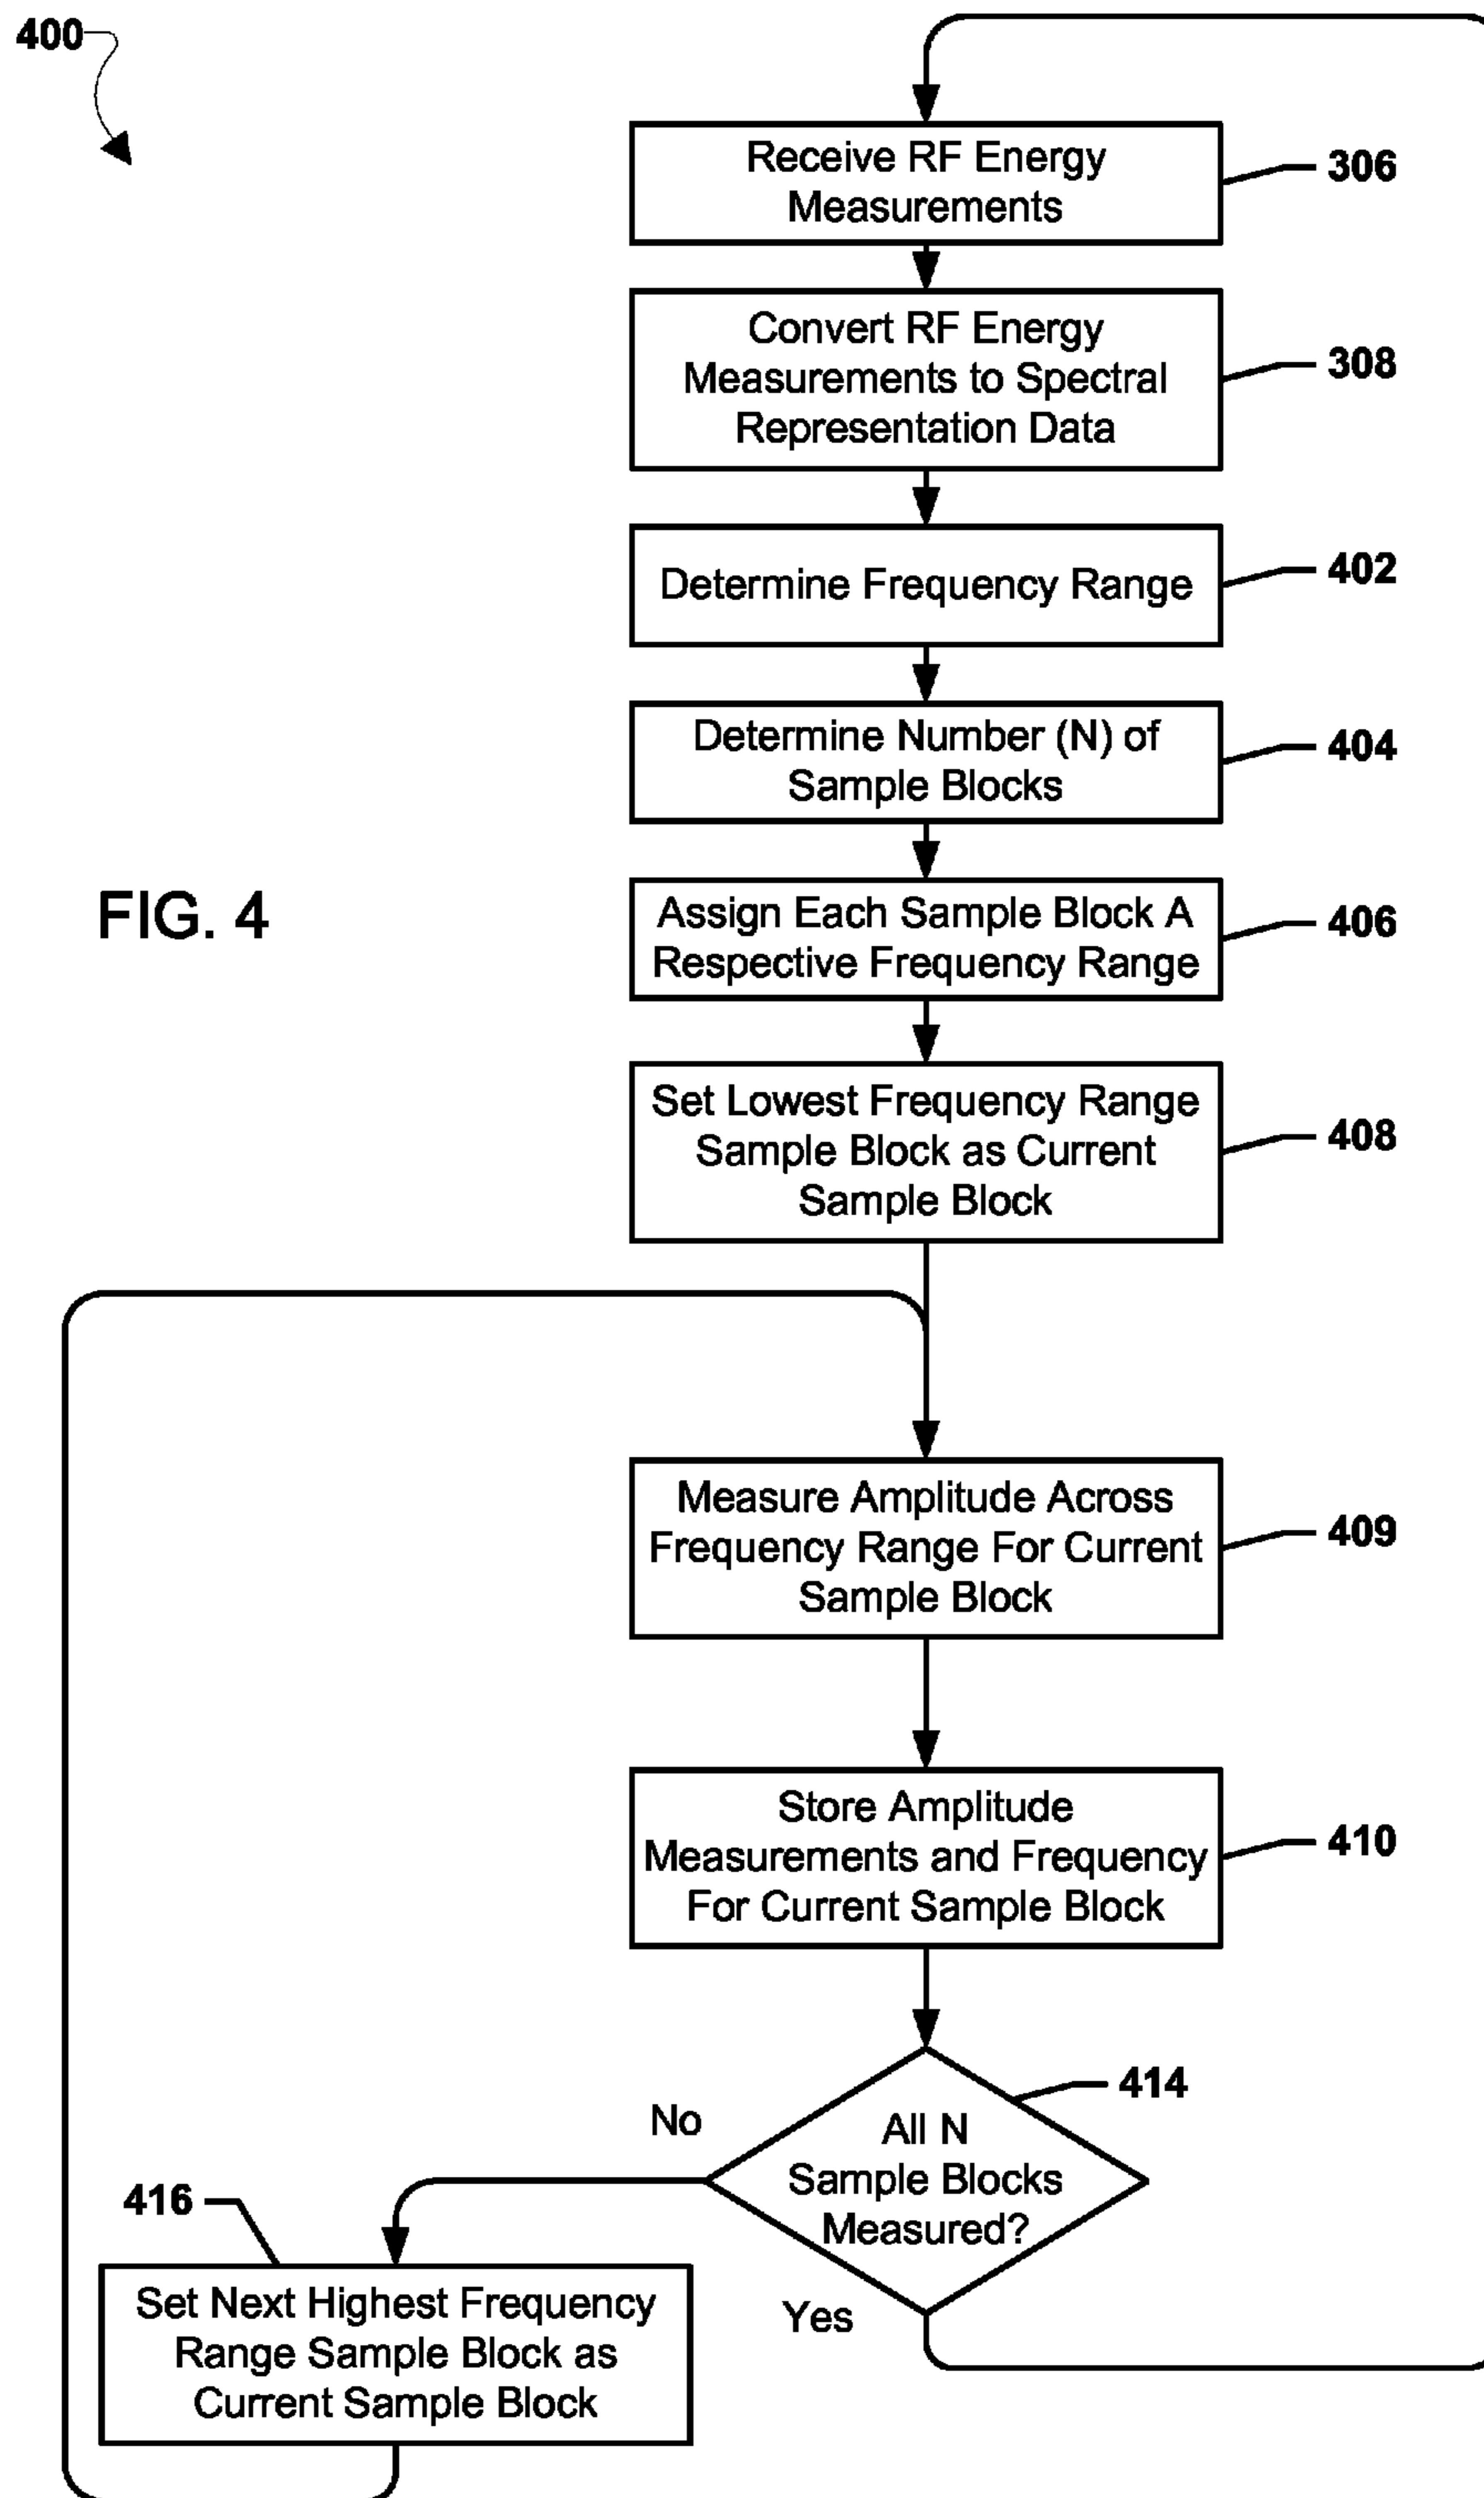 400
Receive RF Energy
Measurements
306
Convert RF Energy
Measurements to Spectral
Representation Data
308
Determine Frequency Range
402
Determine Number (N) of
Sample Blocks
404
FIG. 4
Assign Each Sample Block A
Respective Frequency Range
406
Set Lowest Frequency Range
Sample Block as Current
Sample Block
408
Measure Amplitude Across
Frequency Range For Current
Sample Block
409
Store Amplitude
Measurements and Frequency
For Current Sample Block
410
414
All N
Sample Blocks
Measured?
No
Yes
416
Set Next Highest Frequency
Range Sample Block as
Current Sample Block